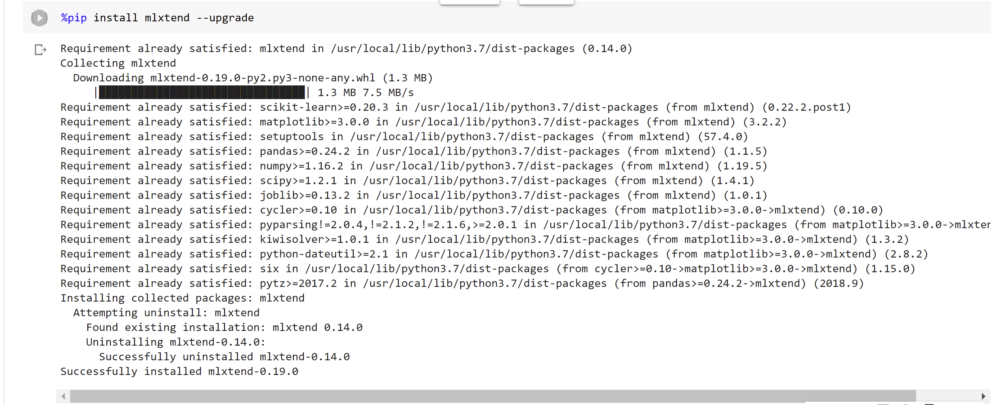 %pip install mlxtend --upgrade
Requirement already satisfied: mlxtend in /usr/local/lib/python3.7/dist-packages (0.14.0)
Collecting mlxtend
  Downloading mlxtend-0.19.0-py2.py3-none-any.whl (1.3 MB)
     |████████████████████████████████| 1.3 MB 7.5 MB/s
Requirement already satisfied: scikit-learn>=0.20.3 in /usr/local/lib/python3.7/dist-packages (from mlxtend) (0.22.2.post1)
Requirement already satisfied: matplotlib>=3.0.0 in /usr/local/lib/python3.7/dist-packages (from mlxtend) (3.2.2)
Requirement already satisfied: setuptools in /usr/local/lib/python3.7/dist-packages (from mlxtend) (57.4.0)
Requirement already satisfied: pandas>=0.24.2 in /usr/local/lib/python3.7/dist-packages (from mlxtend) (1.1.5)
Requirement already satisfied: numpy>=1.16.2 in /usr/local/lib/python3.7/dist-packages (from mlxtend) (1.19.5)
Requirement already satisfied: scipy>=1.2.1 in /usr/local/lib/python3.7/dist-packages (from mlxtend) (1.4.1)
Requirement already satisfied: joblib>=0.13.2 in /usr/local/lib/python3.7/dist-packages (from mlxtend) (1.0.1)
Requirement already satisfied: cycler>=0.10 in /usr/local/lib/python3.7/dist-packages (from matplotlib>=3.0.0->mlxtend) (0.10.0)
Requirement already satisfied: pyparsing!=2.0.4,!=2.1.2,!=2.1.6,>=2.0.1 in /usr/local/lib/python3.7/dist-packages (from matplotlib>=3.0.0->mlxte
Requirement already satisfied: kiwisolver>=1.0.1 in /usr/local/lib/python3.7/dist-packages (from matplotlib>=3.0.0->mlxtend) (1.3.2)
Requirement already satisfied: python-dateutil>=2.1 in /usr/local/lib/python3.7/dist-packages (from matplotlib>=3.0.0->mlxtend) (2.8.2)
Requirement already satisfied: six in /usr/local/lib/python3.7/dist-packages (from cycler>=0.10->matplotlib>=3.0.0->mlxtend) (1.15.0)
Requirement already satisfied: pytz>=2017.2 in /usr/local/lib/python3.7/dist-packages (from pandas>=0.24.2->mlxtend) (2018.9)
Installing collected packages: mlxtend
  Attempting uninstall: mlxtend
    Found existing installation: mlxtend 0.14.0
    Uninstalling mlxtend-0.14.0:
      Successfully uninstalled mlxtend-0.14.0
Successfully installed mlxtend-0.19.0